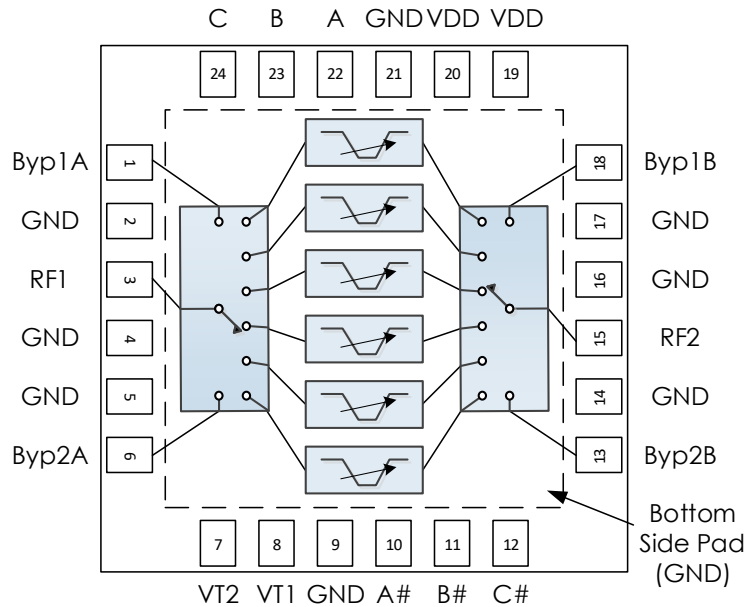 C B A GND VDD VDD
24 23 22 21 20 19
Byp1A 1 18 Byp1B
GND 2 17 GND
RF1 3 16 GND
GND 4 15 RF2
GND 5 14 GND
Byp2A 6 13 Byp2B
7 8 9 10 11 12
VT2 VT1 GND A# B# C#
Bottom
Side Pad
(GND)